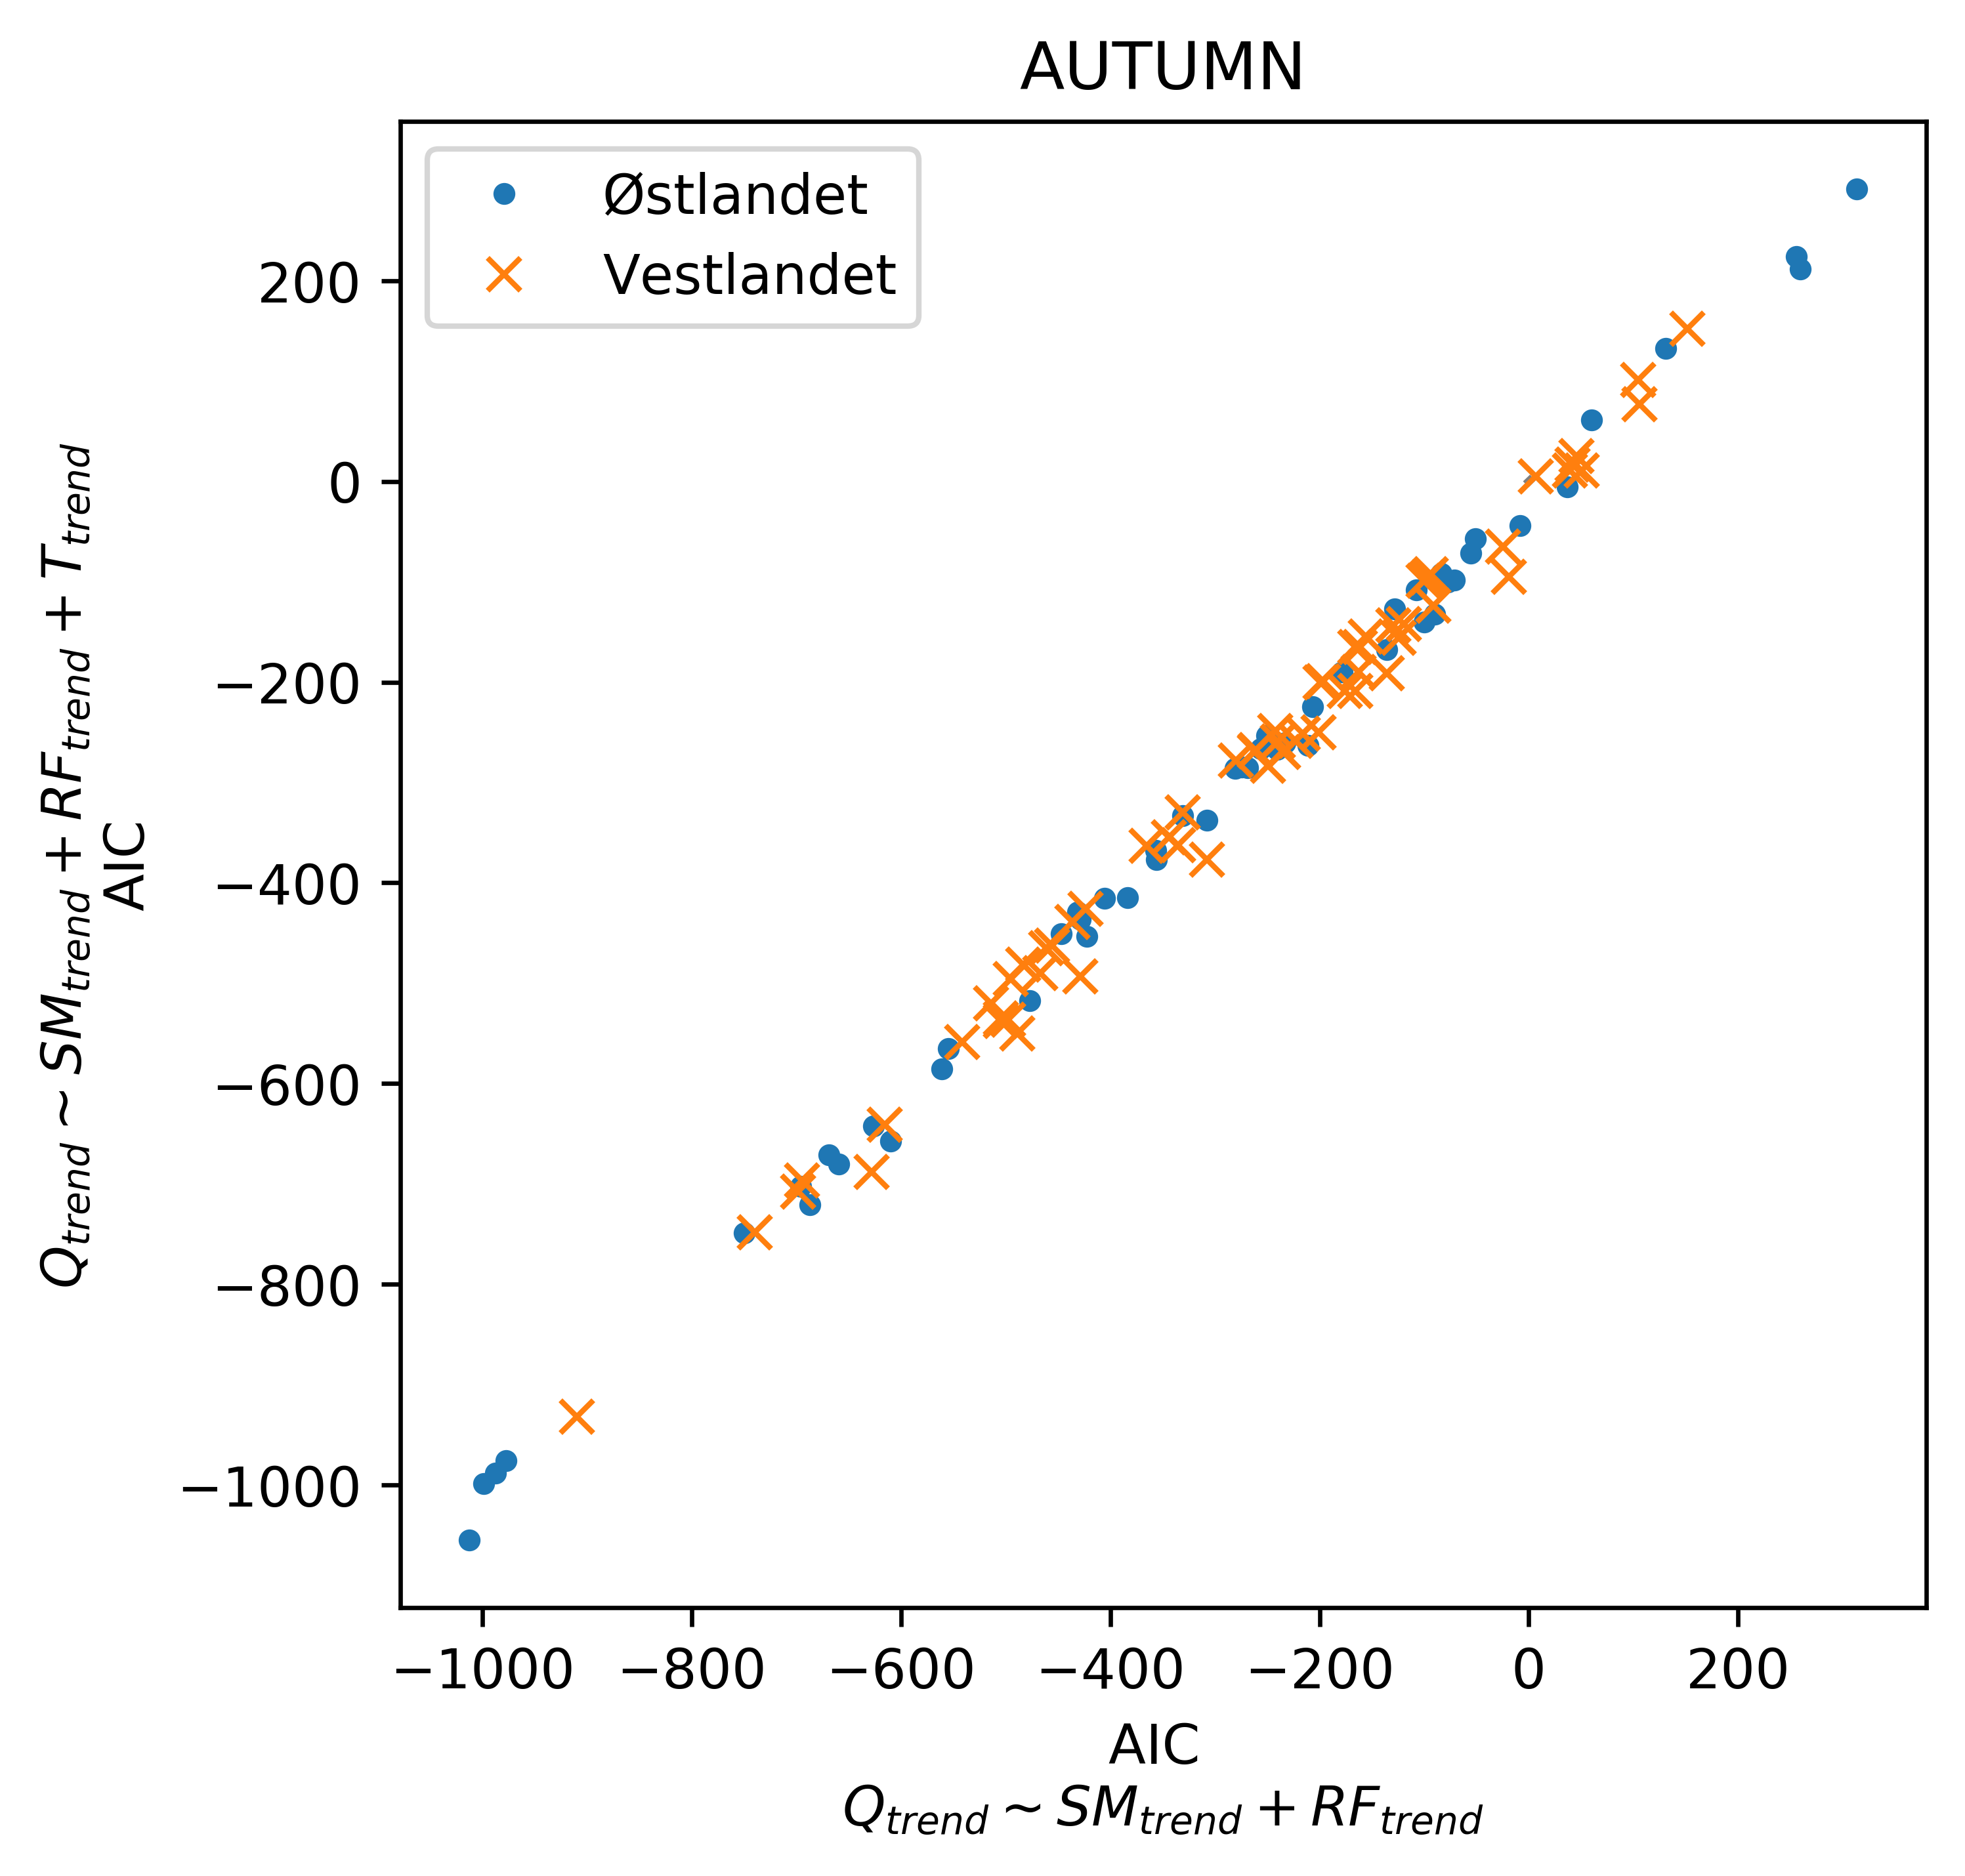 AUTUMN
Østlandet
Vestlandet
200
0
−200
−400
−600
−800
−1000
Q_trend ~ SM_trend + RF_trend + T_trend
AIC
−1000 −800 −600 −400 −200 0 200
AIC
Q_trend ~ SM_trend + RF_trend